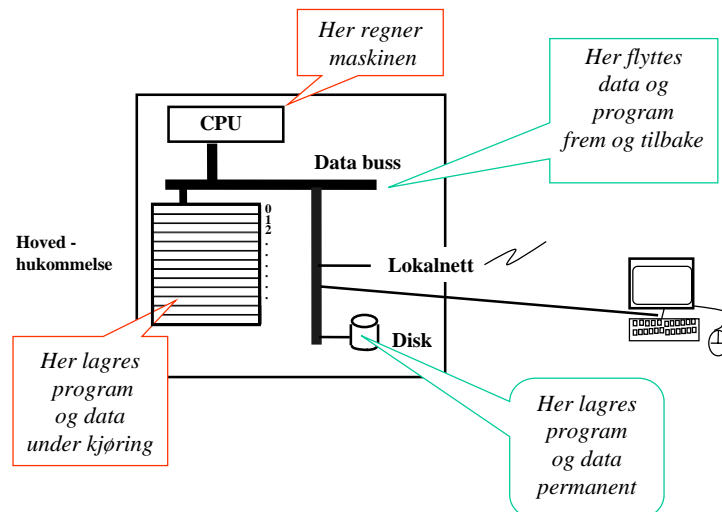 Her regner
maskinen
Her flyttes
data og
program
frem og tilbake
CPU
Data buss
0
1
2
.
.
.
.
.
.
Hoved -
hukommelse
Lokalnett
Disk
Her lagres
program
og data
under kjøring
Her lagres
program
og data
permanent